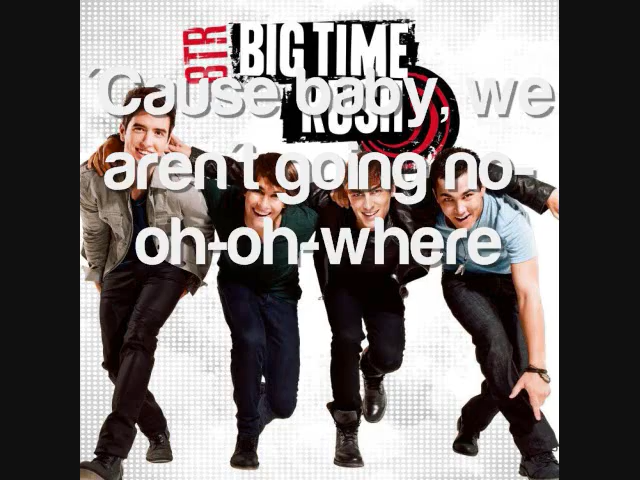 BTR
BIG TIME
RUSH
'Cause baby, we
aren't going no-
oh-oh-where